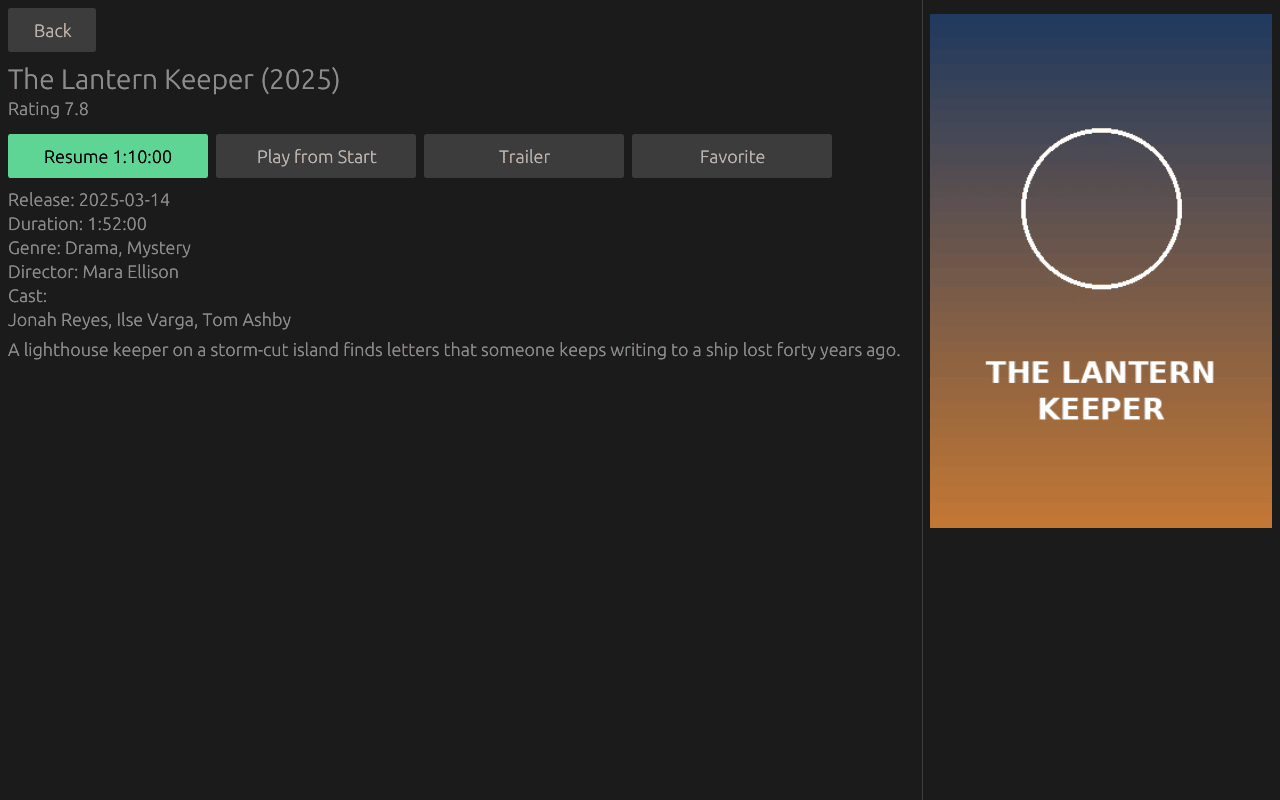 Back
The Lantern Keeper (2025)
Rating 7.8
Resume 1:10:00
Play from Start
Trailer
Favorite
Release: 2025-03-14
Duration: 1:52:00
Genre: Drama, Mystery
Director: Mara Ellison
Cast:
Jonah Reyes, Ilse Varga, Tom Ashby
A lighthouse keeper on a storm-cut island finds letters that someone keeps writing to a ship lost forty years ago.
THE LANTERN
KEEPER